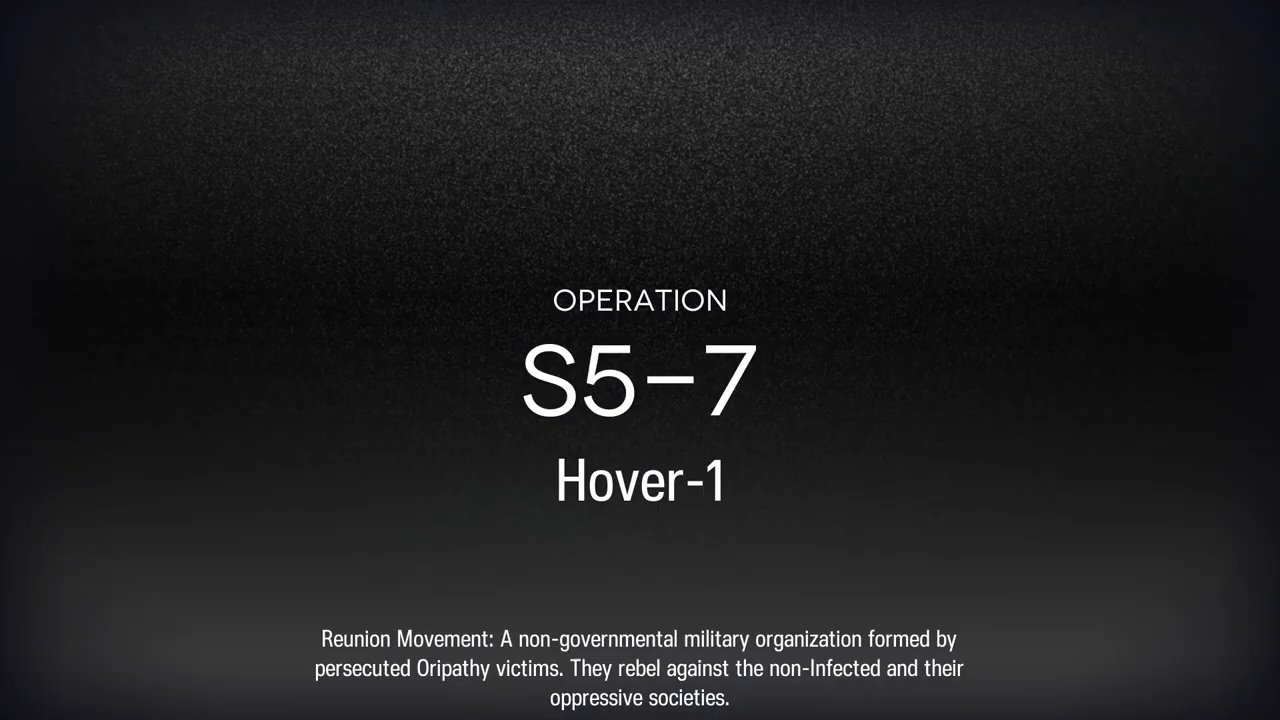 OPERATION
S5-7
Hover-1
Reunion Movement: A non-governmental military organization formed by
persecuted Oripathy victims. They rebel against the non-Infected and their
oppressive societies.